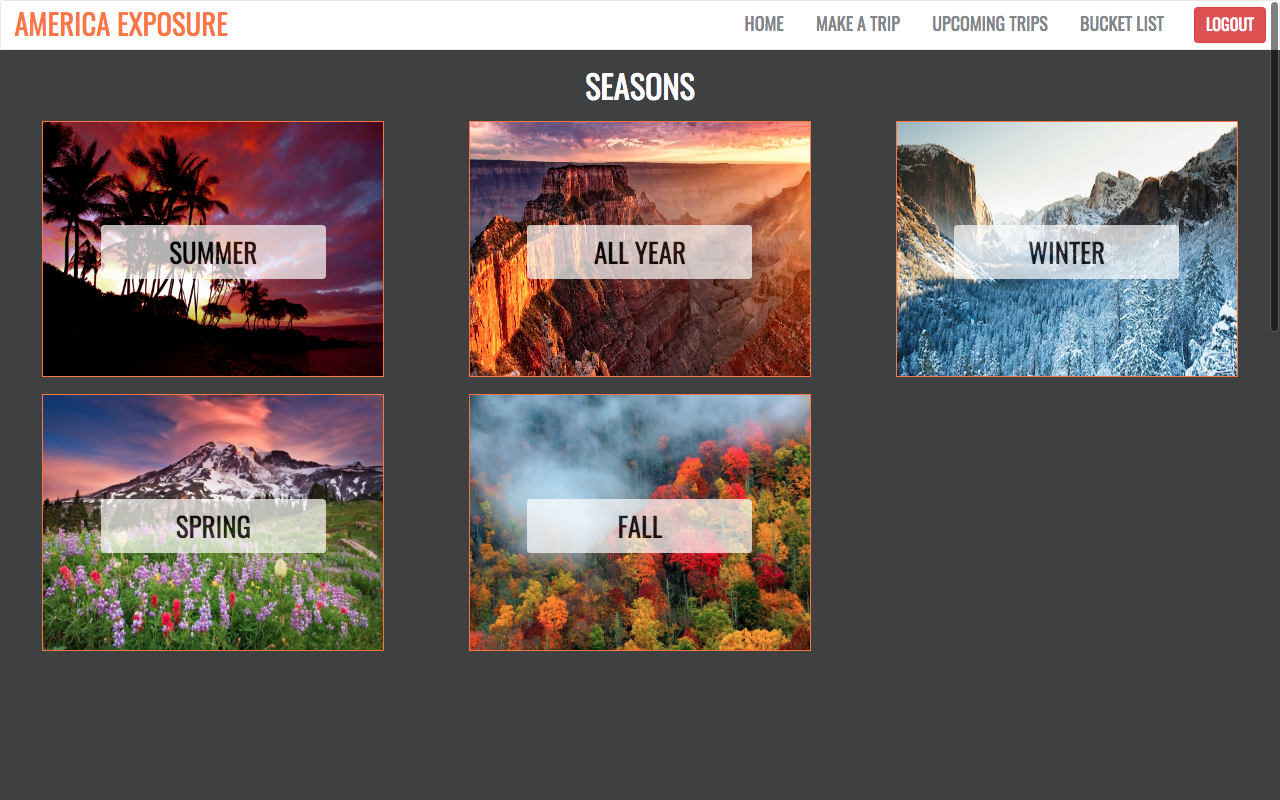 AMERICA EXPOSURE
HOME MAKE A TRIP UPCOMING TRIPS BUCKET LIST LOGOUT
SEASONS
SUMMER
ALL YEAR
WINTER
SPRING
FALL